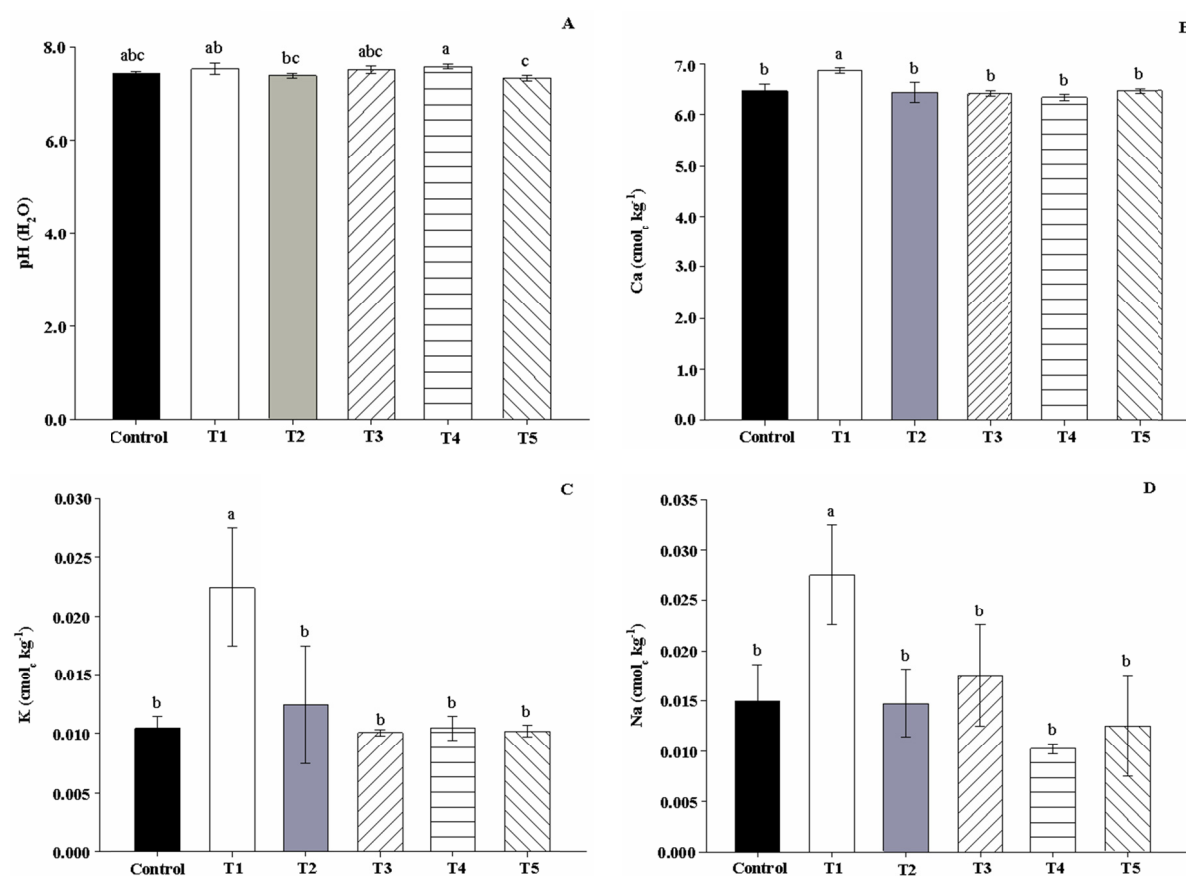 A
8.0
abc
ab
bc
abc
a
c
6.0
4.0
2.0
0.0
pH (H₂O)
Control T1 T2 T3 T4 T5
B
7.0
b
a
b
b
b
b
6.0
5.0
4.0
3.0
2.0
1.0
0.0
Ca (cmolc kg⁻¹)
Control T1 T2 T3 T4 T5
C
0.030
a
0.025
0.020
0.015
b
b
b
b
b
0.010
0.005
0.000
K (cmolc kg⁻¹)
Control T1 T2 T3 T4 T5
D
0.035
a
0.030
0.025
b
b
b
b
b
0.020
0.015
0.010
0.005
0.000
Na (cmolc kg⁻¹)
Control T1 T2 T3 T4 T5